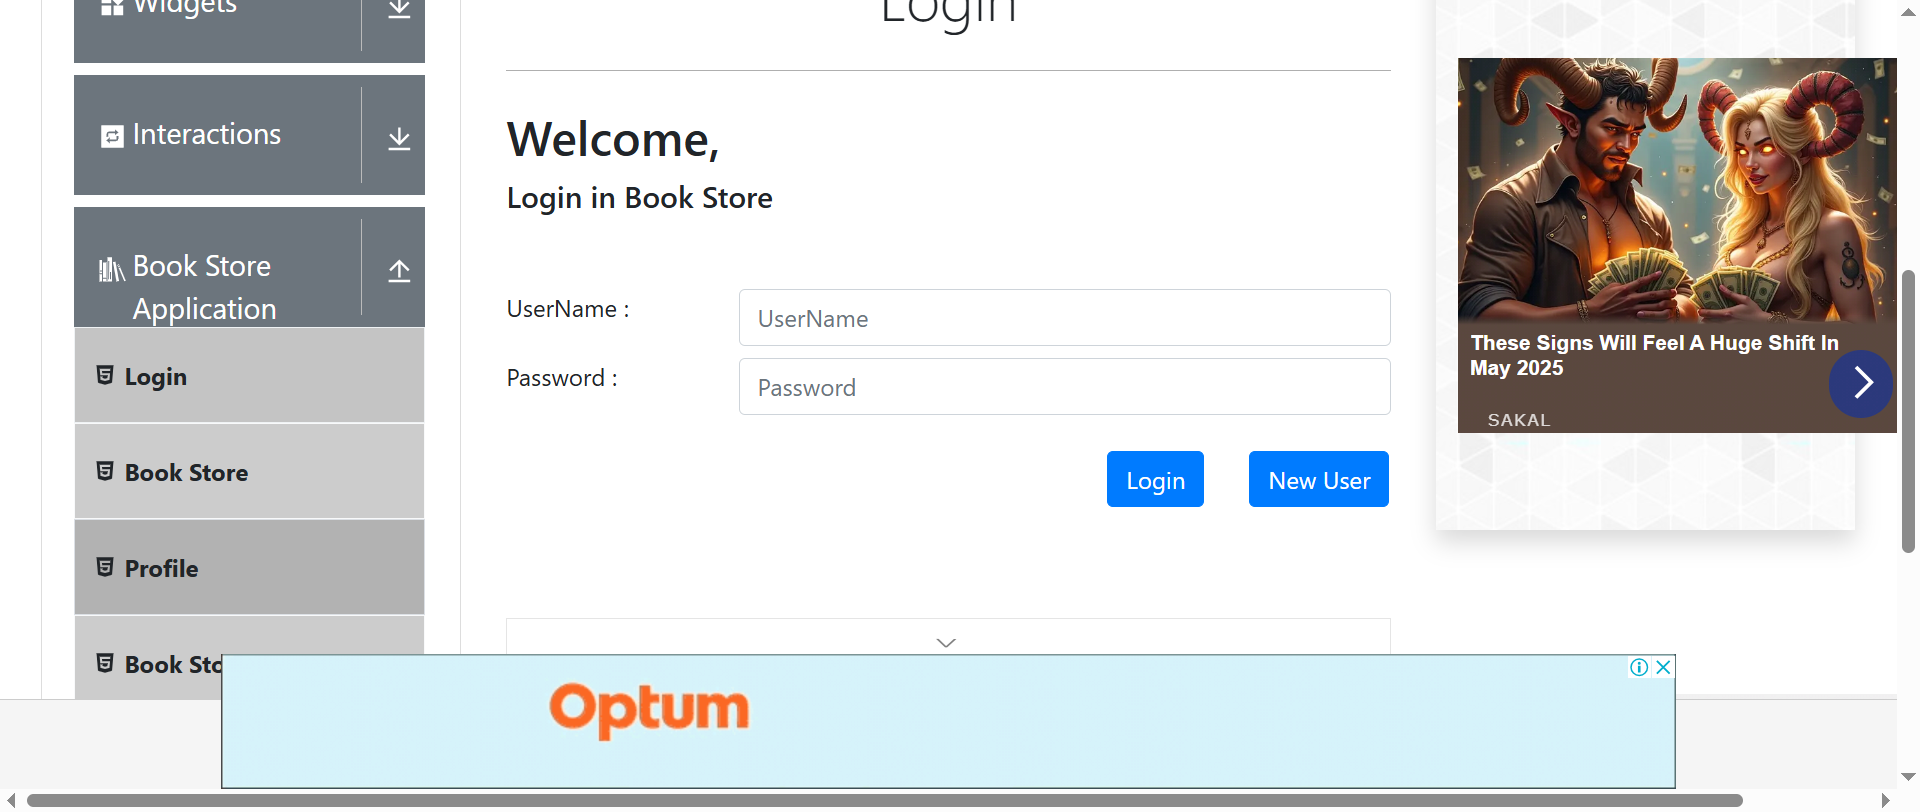 Widgets
Interactions
Book Store
Application
Login
Book Store
Profile
Book Sto
Login
Welcome,
Login in Book Store
UserName :
UserName
Password :
Password
Login
New User
These Signs Will Feel A Huge Shift In
May 2025
SAKAL
Optum